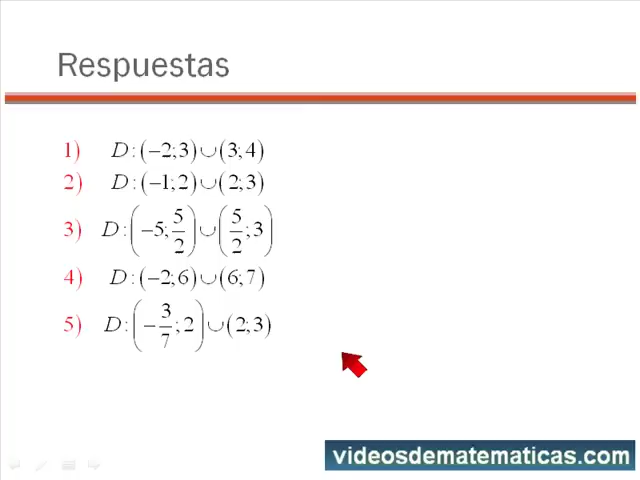 Respuestas
1) D:(−2;3)∪(3;4)
2) D:(−1;2)∪(2;3)
3) D:(−5;5/2)∪(5/2;3)
4) D:(−2;6)∪(6;7)
5) D:(−3/7;2)∪(2;3)
videosdematematicas.com